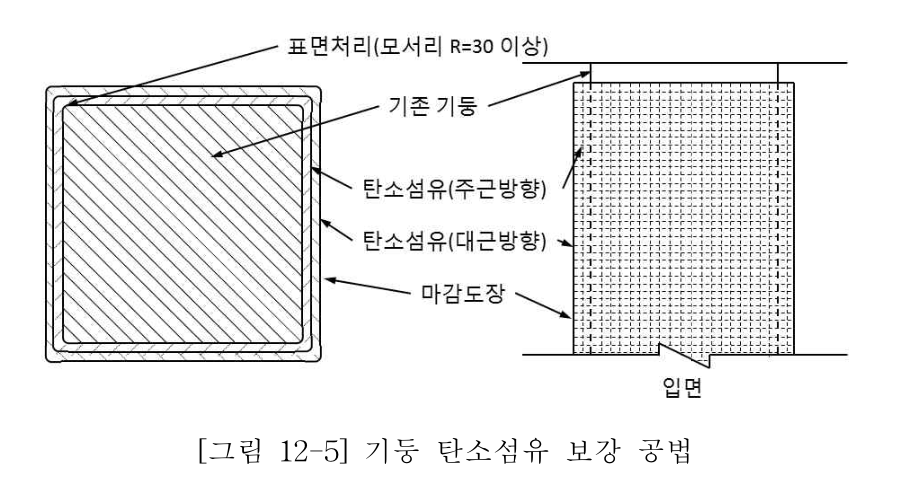 표면처리(모서리 R=30 이상)
기존 기둥
탄소섬유(주근방향)
탄소섬유(대근방향)
마감도장
입면
[그림 12-5] 기둥 탄소섬유 보강 공법